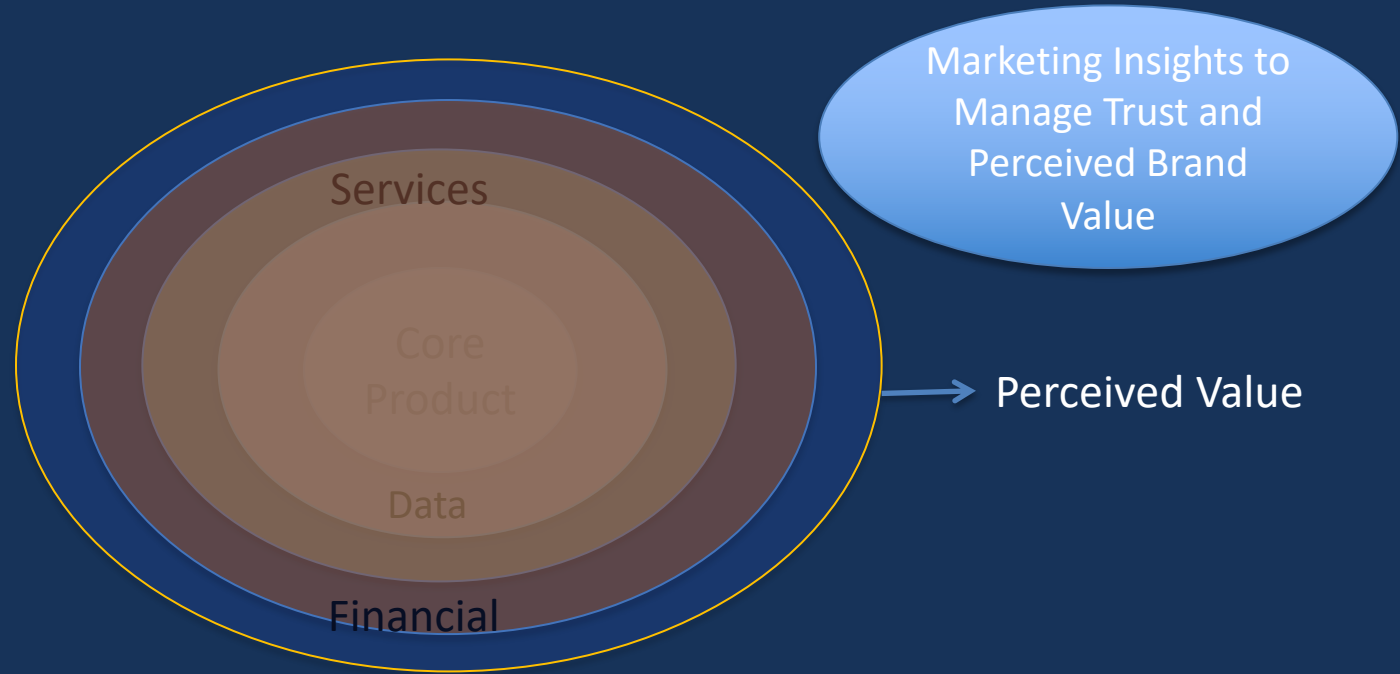 Marketing Insights to
Manage Trust and
Perceived Brand
Value
Services
Core
Product
Data
Financial
Perceived Value